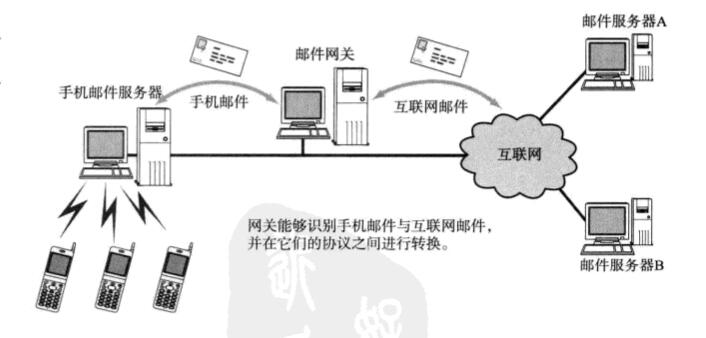 邮件服务器A
邮件网关
手机邮件服务器
手机邮件
互联网邮件
互联网
网关能够识别手机邮件与互联网邮件，
并在它们的协议之间进行转换。
邮件服务器B